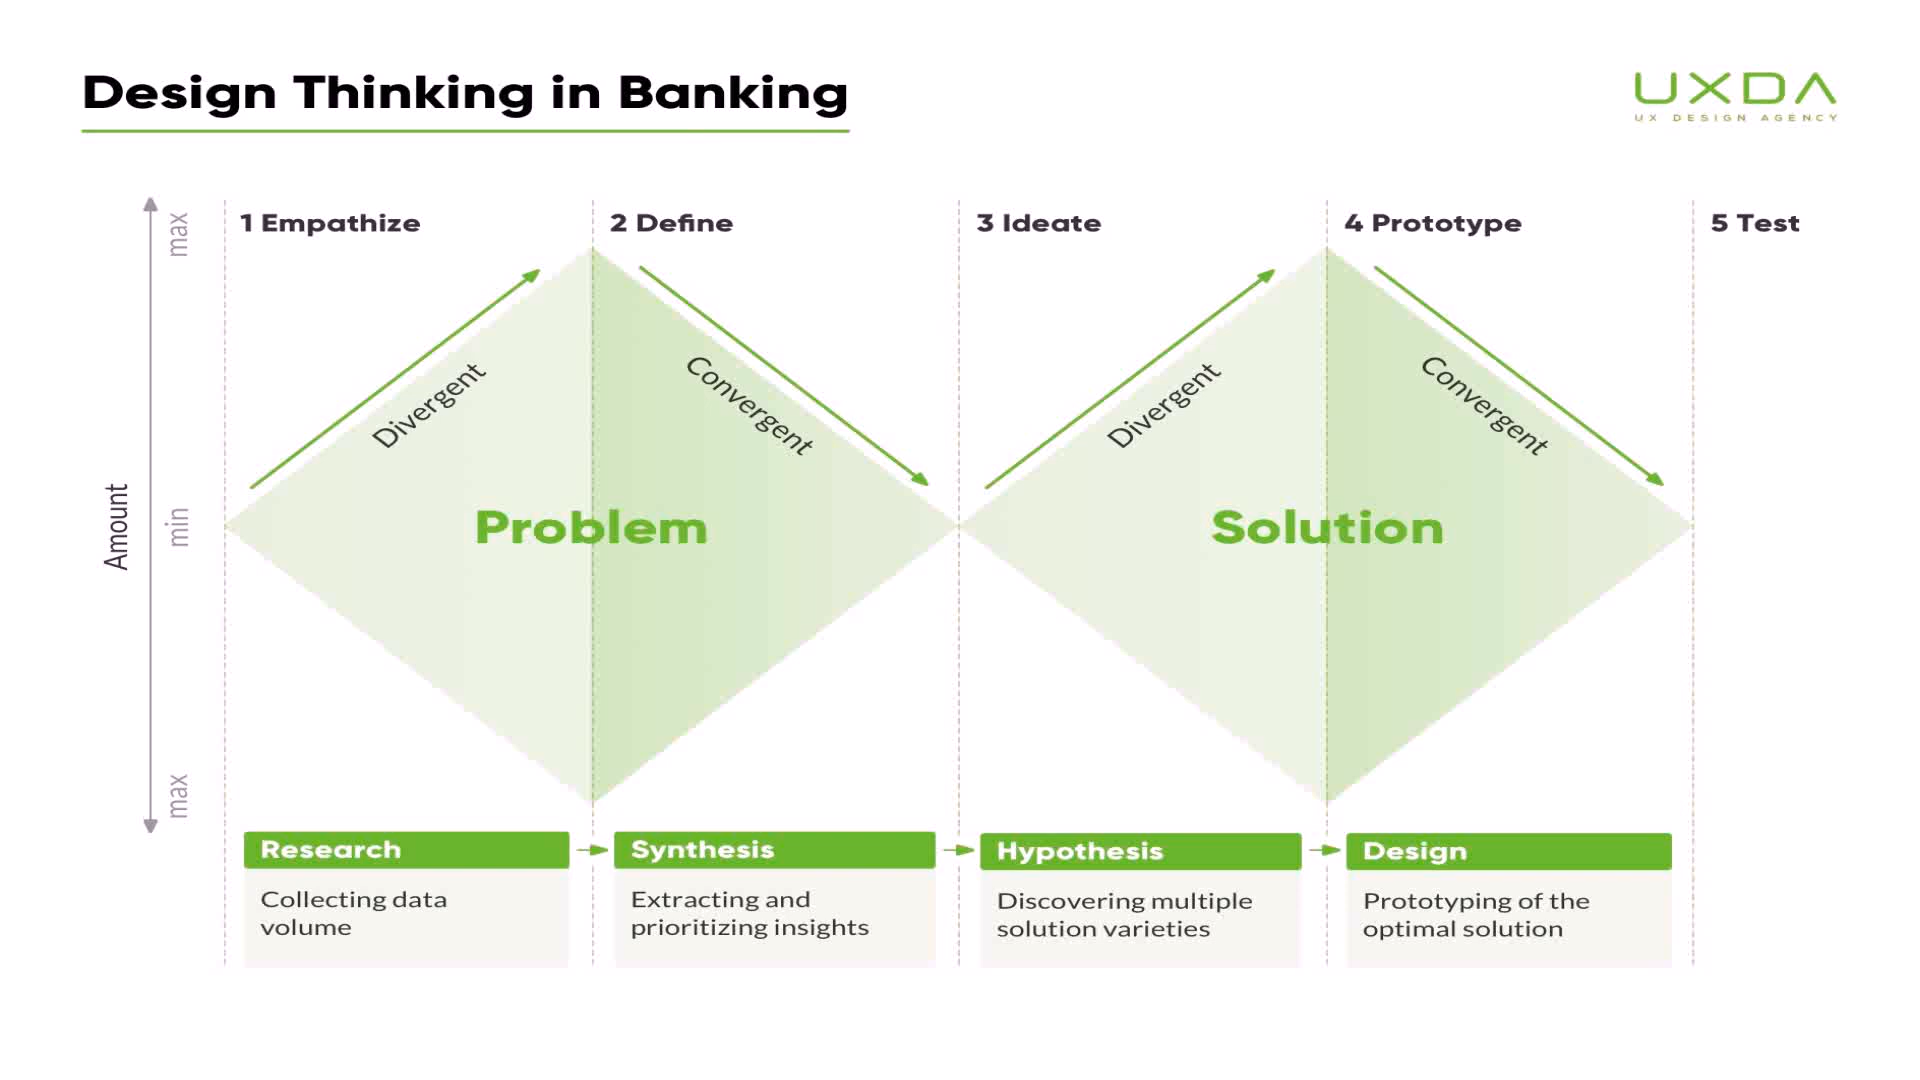 Design Thinking in Banking
UXDA
UX DESIGN AGENCY
1 Empathize
2 Define
3 Ideate
4 Prototype
5 Test
max
min
max
Amount
Divergent
Convergent
Divergent
Convergent
Problem
Solution
Research
Collecting data
volume
Synthesis
Extracting and
prioritizing insights
Hypothesis
Discovering multiple
solution varieties
Design
Prototyping of the
optimal solution